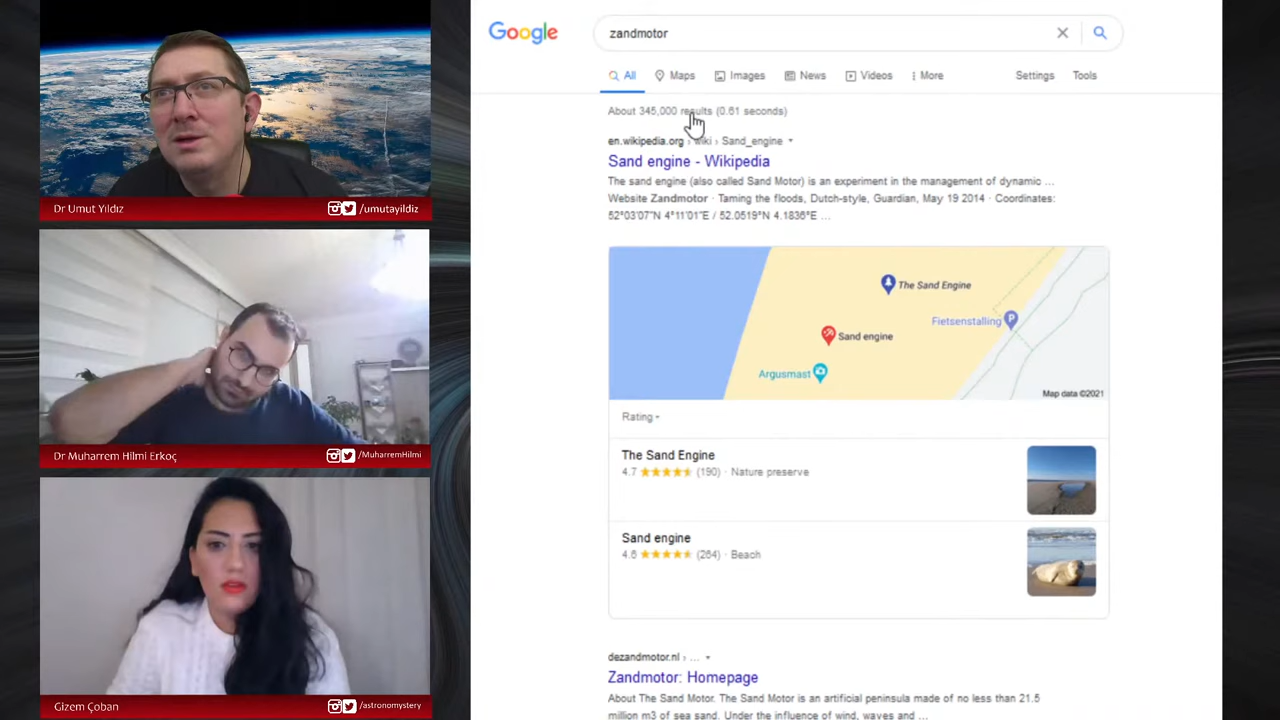 Dr Umut Yıldız
/umutayildiz
Dr Muharrem Hilmi Erkoç
/MuharremHilmi
Gizem Çoban
/astronomystery
Google
zandmotor
All
Maps
Images
News
Videos
More
Settings
Tools
About 345,000 results (0.61 seconds)
en.wikipedia.org › wiki › Sand_engine
Sand engine - Wikipedia
The sand engine (also called Sand Motor) is an experiment in the management of dynamic ...
Website Zandmotor · Taming the floods, Dutch-style, Guardian, May 19 2014 · Coordinates:
52°03'07"N 4°11'01"E / 52.0519°N 4.1836°E ...
The Sand Engine
Fietsenstalling
P
Sand engine
Argusmast
Map data ©2021
Rating
The Sand Engine
4.7 (190) · Nature preserve
Sand engine
4.6 (264) · Beach
dezandmotor.nl › ...
Zandmotor: Homepage
About The Sand Motor. The Sand Motor is an artificial peninsula made of no less than 21.5
million m3 of sea sand. Under the influence of wind, waves and ...